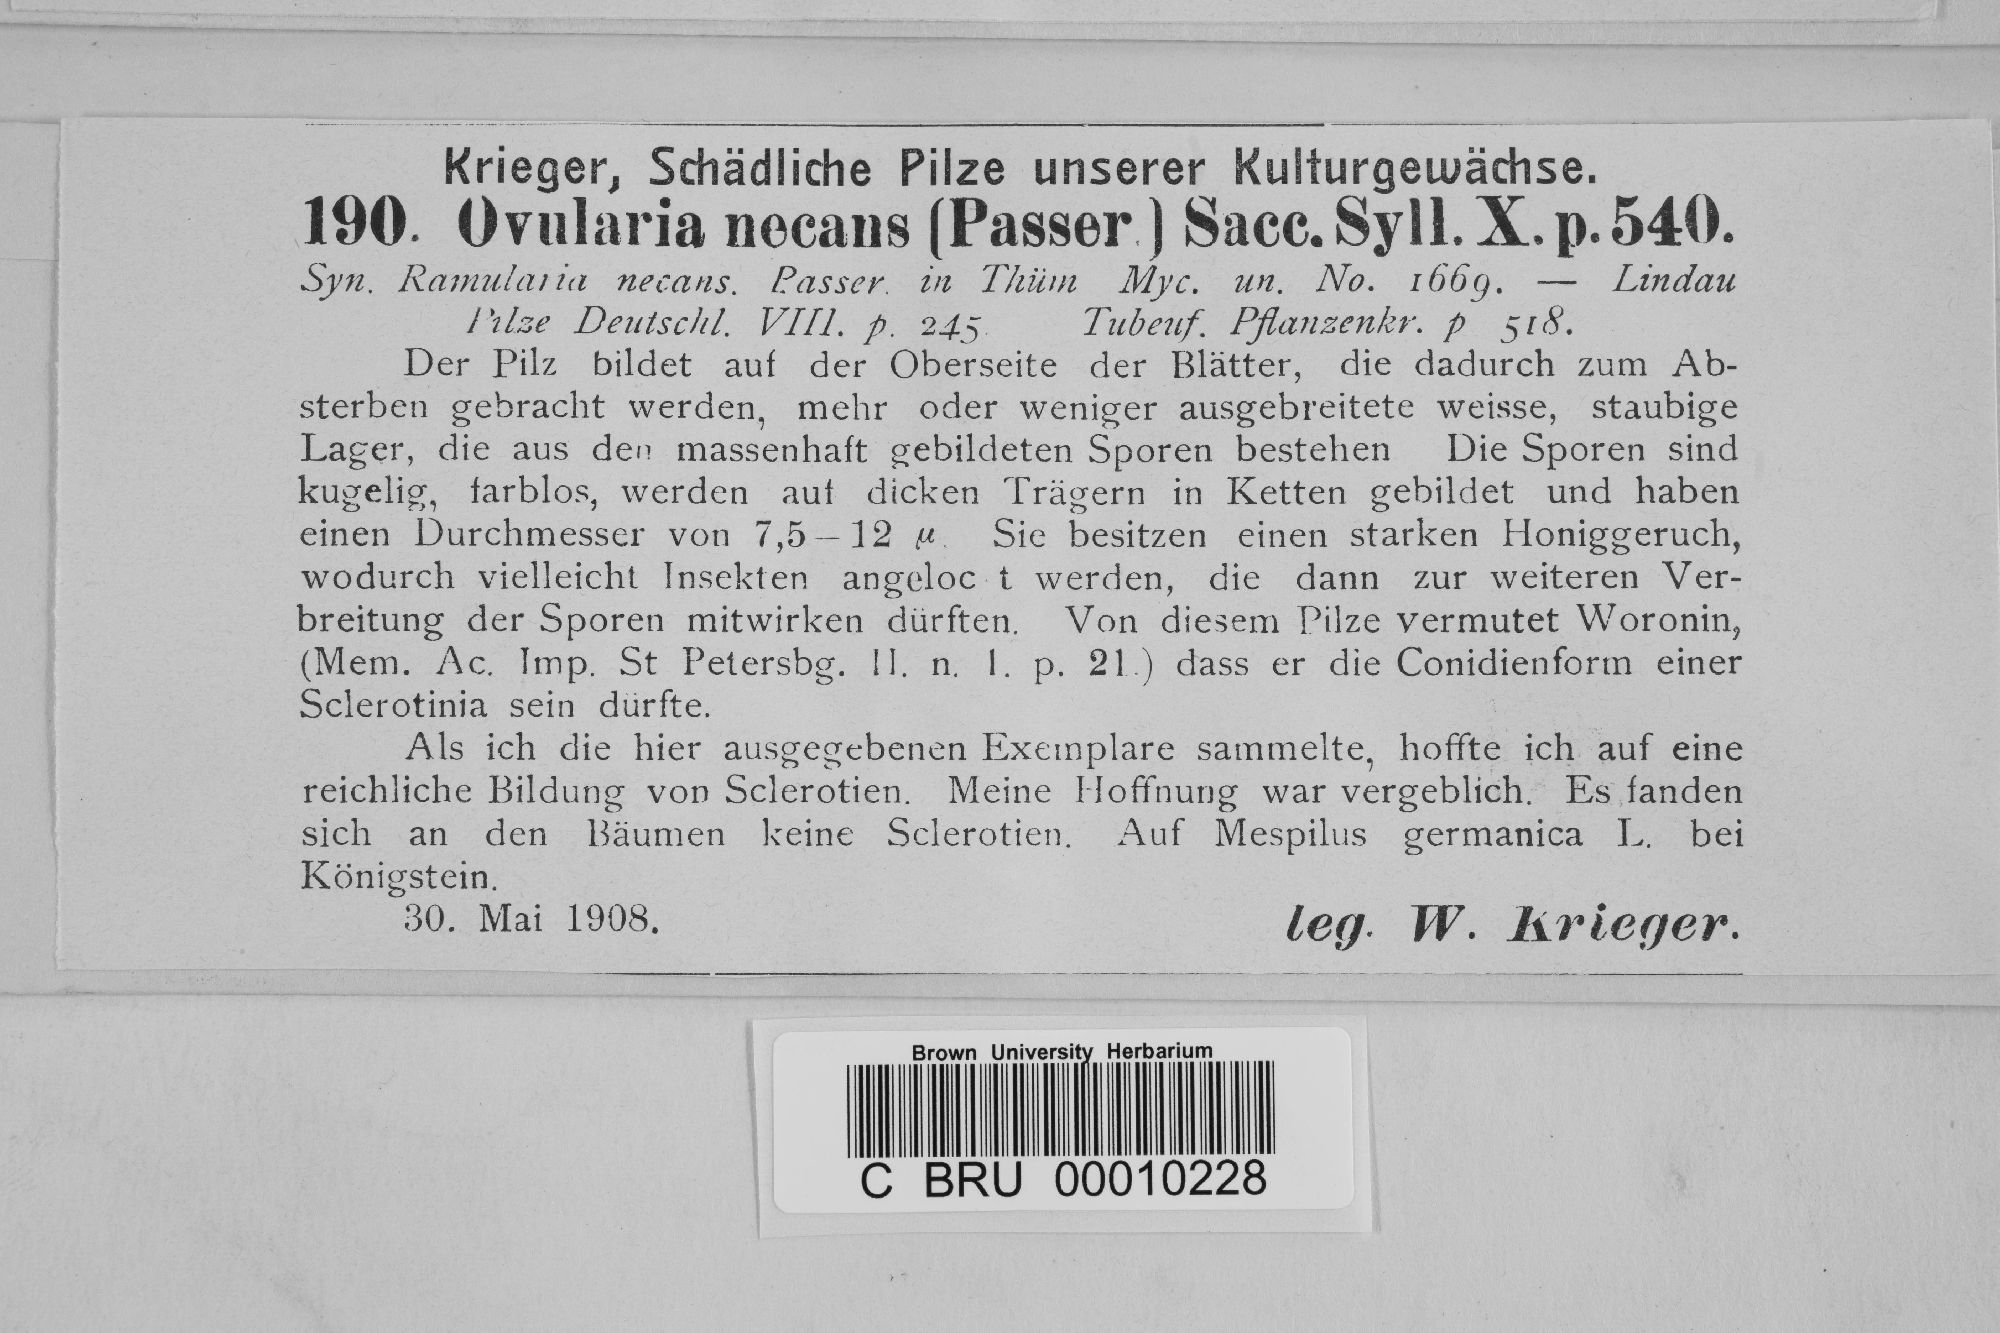 Krieger, Schädliche Pilze unserer Kulturgewächse.
190. Ovularia necans (Passer.) Sacc. Syll. X. p. 540.
Syn. Ramularia necans. Passer. in Thüm Myc. un. No. 1669. — Lindau
Pilze Deutschl. VIII. p. 245. Tubeuf. Pflanzenkr. p 518.
Der Pilz bildet auf der Oberseite der Blätter, die dadurch zum Ab-
sterben gebracht werden, mehr oder weniger ausgebreitete weisse, staubige
Lager, die aus den massenhaft gebildeten Sporen bestehen Die Sporen sind
kugelig, farblos, werden auf dicken Trägern in Ketten gebildet und haben
einen Durchmesser von 7,5–12 µ. Sie besitzen einen starken Honiggeruch,
wodurch vielleicht Insekten angeloc t werden, die dann zur weiteren Ver-
breitung der Sporen mitwirken dürften. Von diesem Pilze vermutet Woronin,
(Mem. Ac. Imp. St Petersbg. II. n. 1. p. 21.) dass er die Conidienform einer
Sclerotinia sein dürfte.
Als ich die hier ausgegebenen Exemplare sammelte, hoffte ich auf eine
reichliche Bildung von Sclerotien. Meine Hoffnung war vergeblich. Es fanden
sich an den Bäumen keine Sclerotien. Auf Mespilus germanica L. bei
Königstein.
30. Mai 1908.
leg. W. Krieger.
Brown University Herbarium
C BRU 00010228